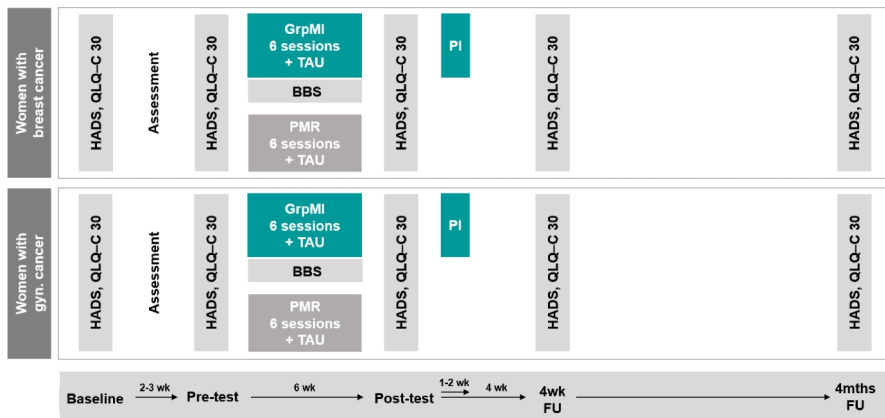 Women with
breast cancer
HADS, QLQ–C 30
Assessment
HADS, QLQ–C 30
GrpMI
6 sessions
+ TAU
BBS
PMR
6 sessions
+ TAU
HADS, QLQ–C 30
PI
HADS, QLQ–C 30
HADS, QLQ–C 30
Women with
gyn. cancer
HADS, QLQ–C 30
Assessment
HADS, QLQ–C 30
GrpMI
6 sessions
+ TAU
BBS
PMR
6 sessions
+ TAU
HADS, QLQ–C 30
PI
HADS, QLQ–C 30
HADS, QLQ–C 30
Baseline
2-3 wk
Pre-test
6 wk
Post-test
1-2 wk
4 wk
4wk
FU
4mths
FU